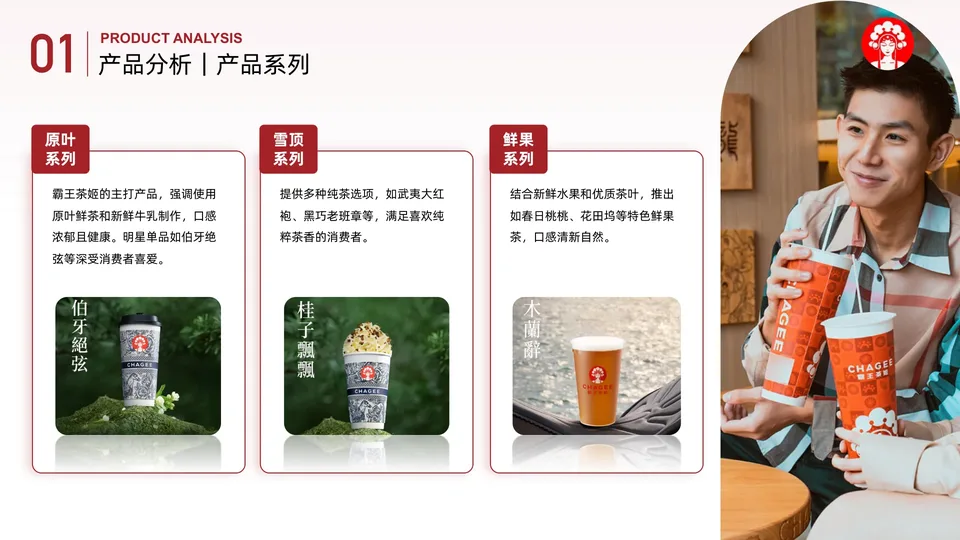 01
PRODUCT ANALYSIS
产品分析｜产品系列
原叶
系列
霸王茶姬的主打产品，强调使用
原叶鲜茶和新鲜牛乳制作，口感
浓郁且健康。明星单品如伯牙绝
弦等深受消费者喜爱。
伯牙絕弦
CHAGEE
雪顶
系列
提供多种纯茶选项，如武夷大红
袍、黑巧老班章等，满足喜欢纯
粹茶香的消费者。
桂子飄飄
CHAGEE
鲜果
系列
结合新鲜水果和优质茶叶，推出
如春日桃桃、花田坞等特色鲜果
茶，口感清新自然。
木蘭辭
CHAGEE
CHAGEE
CHAGEE
霸王茶姬